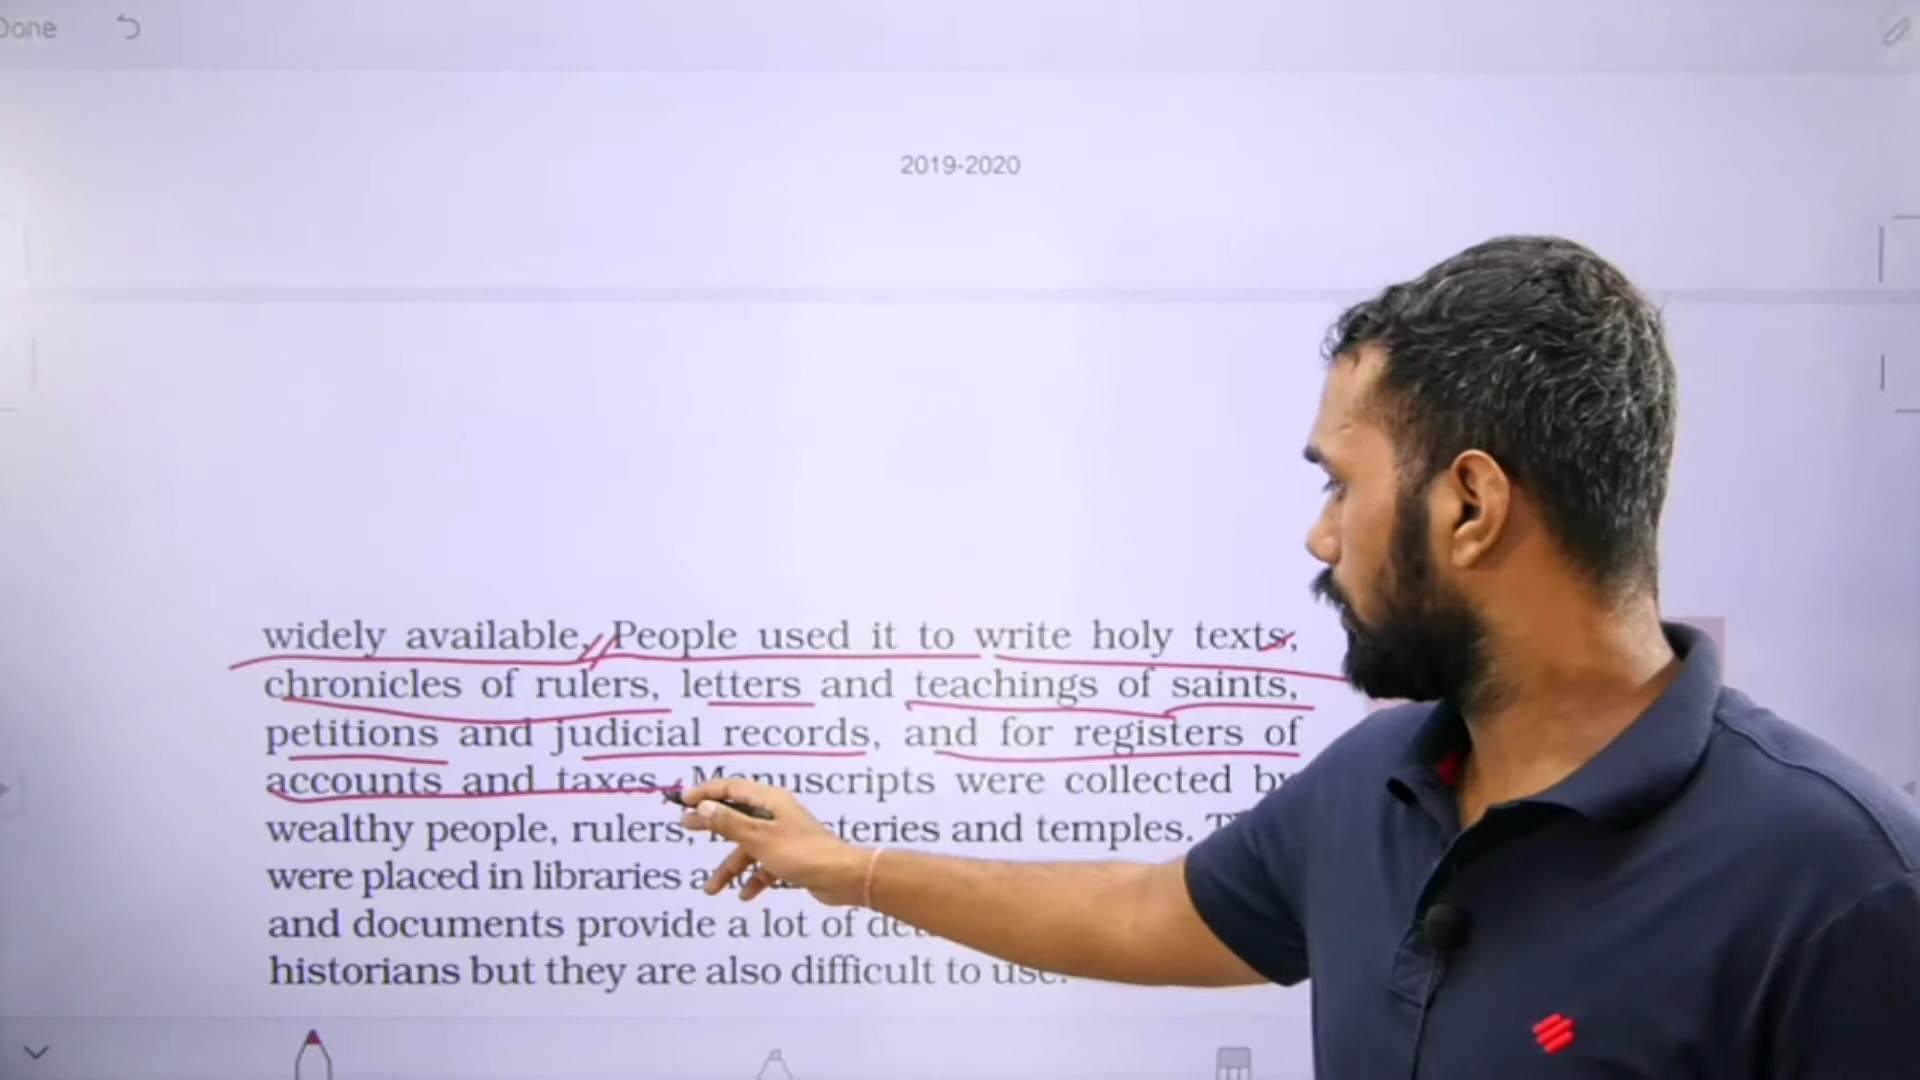 Done
2019-2020
widely available. People used it to write holy texts,
chronicles of rulers, letters and teachings of saints,
petitions and judicial records, and for registers of
accounts and taxes. Manuscripts were collected by
wealthy people, rulers, and temples.
were placed in libraries
and documents provide a lot of
historians but they are also difficult to use.